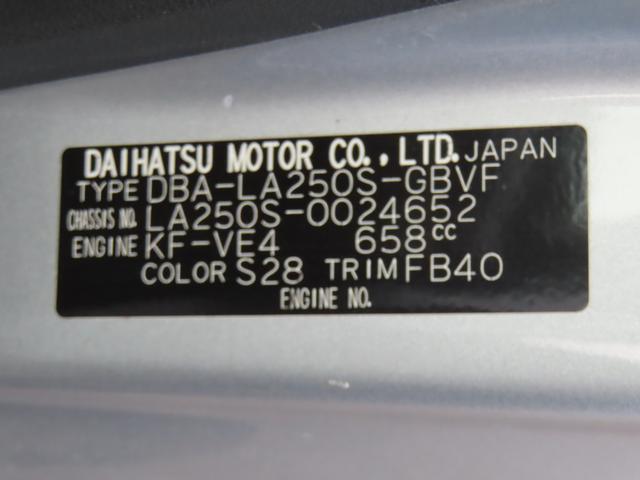 DAIHATSU MOTOR CO., LTD. JAPAN
TYPE DBA-LA250S-GBVF
CHASSIS NO. LA250S-0024652
ENGINE KF-VE4 658cc
COLOR S28 TRIM FB40
ENGINE NO.